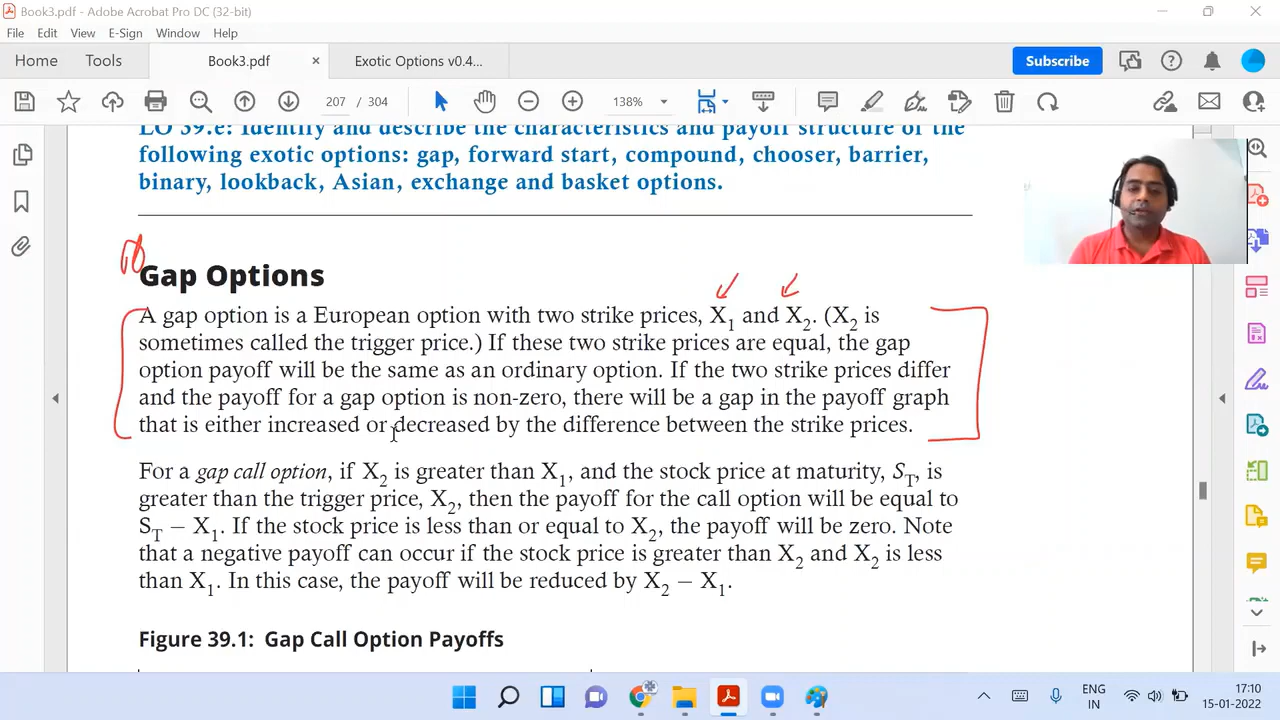 Book3.pdf - Adobe Acrobat Pro DC (32-bit)
File Edit View E-Sign Window Help
Home Tools Book3.pdf × Exotic Options v0.4... Subscribe
207 / 304 138%
LO 39.e: Identify and describe the characteristics and payoff structure of the
following exotic options: gap, forward start, compound, chooser, barrier,
binary, lookback, Asian, exchange and basket options.
Gap Options
A gap option is a European option with two strike prices, X1 and X2. (X2 is
sometimes called the trigger price.) If these two strike prices are equal, the gap
option payoff will be the same as an ordinary option. If the two strike prices differ
and the payoff for a gap option is non-zero, there will be a gap in the payoff graph
that is either increased or decreased by the difference between the strike prices.
For a gap call option, if X2 is greater than X1, and the stock price at maturity, ST, is
greater than the trigger price, X2, then the payoff for the call option will be equal to
ST − X1. If the stock price is less than or equal to X2, the payoff will be zero. Note
that a negative payoff can occur if the stock price is greater than X2 and X2 is less
than X1. In this case, the payoff will be reduced by X2 − X1.
Figure 39.1: Gap Call Option Payoffs
ENG 17:10
IN 15-01-2022